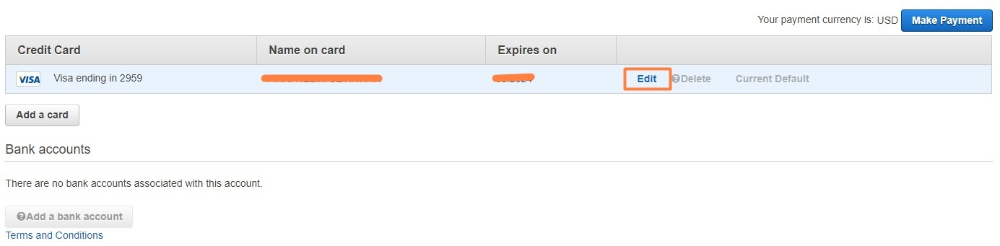 Your payment currency is: USD Make Payment
Credit Card Name on card Expires on
VISA Visa ending in 2959 Edit Delete Current Default
Add a card
Bank accounts
There are no bank accounts associated with this account.
Add a bank account
Terms and Conditions